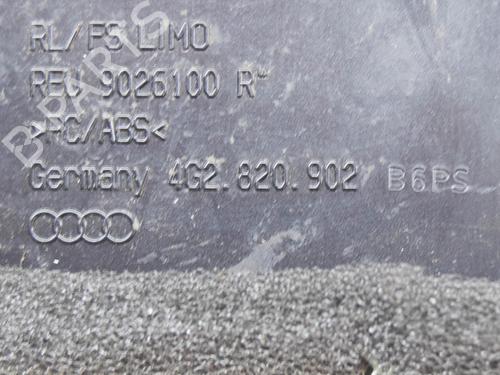 RL/FS LIMO
REU 9026100 R"
>PC/ABS<
Germany 4G2.820.902 B6PS
B-PARTS